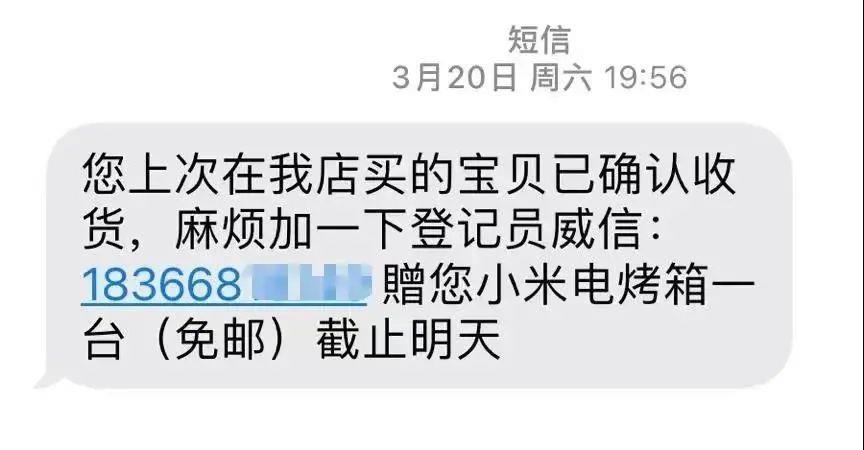 短信
3月20日 周六 19:56
您上次在我店买的宝贝已确认收
货，麻烦加一下登记员威信：
183668 赠您小米电烤箱一
台（免邮）截止明天